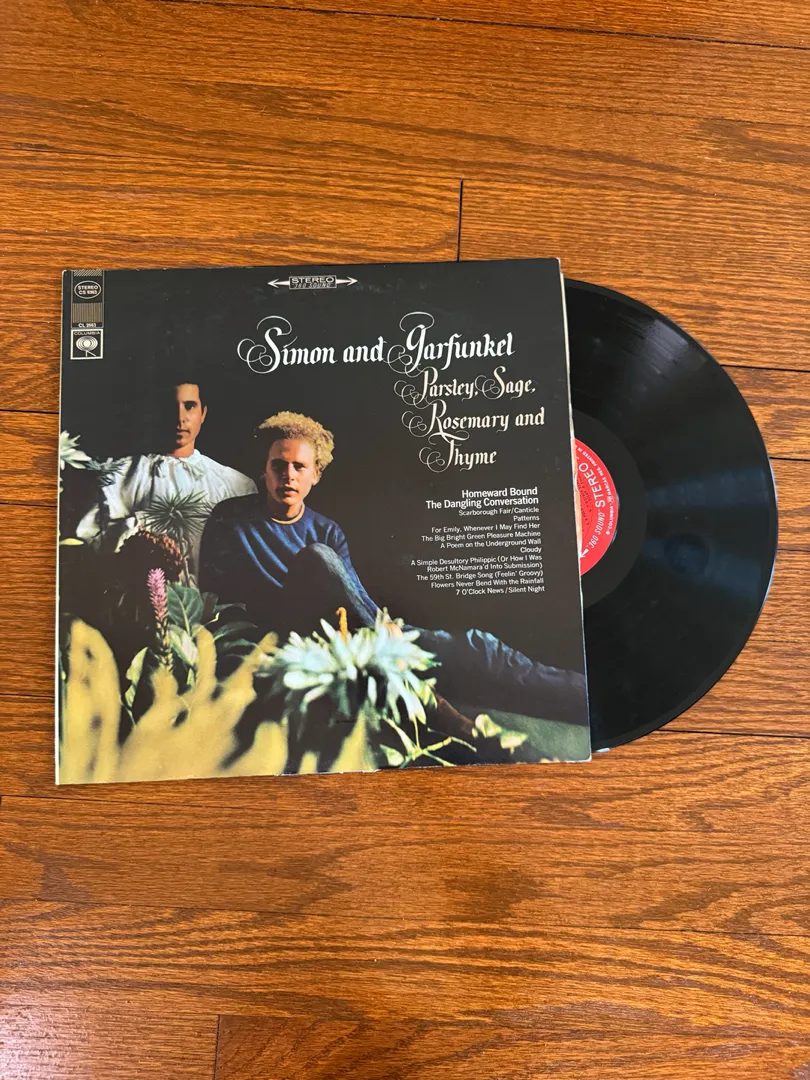 STEREO
360 SOUND
STEREO
CS 9363
CL 2563
COLUMBIA
Simon and Garfunkel
Parsley, Sage,
Rosemary and
Thyme
Homeward Bound
The Dangling Conversation
Scarborough Fair/Canticle
Patterns
For Emily, Whenever I May Find Her
The Big Bright Green Pleasure Machine
A Poem on the Underground Wall
Cloudy
A Simple Desultory Philippic (Or How I Was
Robert McNamara'd Into Submission)
The 59th St. Bridge Song (Feelin' Groovy)
Flowers Never Bend With the Rainfall
7 O'Clock News/Silent Night
STEREO
360 SOUND